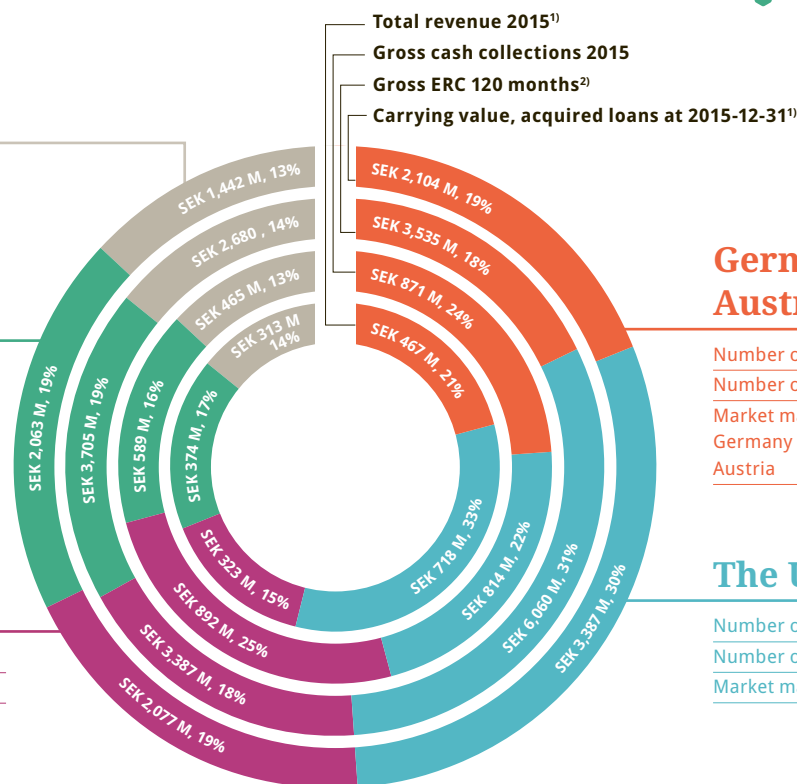 Total revenue 2015¹⁾
Gross cash collections 2015
Gross ERC 120 months²⁾
Carrying value, acquired loans at 2015-12-31¹⁾
SEK 1,442 M, 13%
SEK 2,680 , 14%
SEK 465 M, 13%
SEK 313 M
14%
SEK 2,104 M, 19%
SEK 3,535 M, 18%
SEK 871 M, 24%
SEK 467 M, 21%
SEK 2,063 M, 19%
SEK 3,705 M, 19%
SEK 589 M, 16%
SEK 374 M, 17%
SEK 718 M, 33%
SEK 814 M, 22%
SEK 6,060 M, 31%
SEK 3,387 M, 30%
SEK 323 M, 15%
SEK 892 M, 25%
SEK 3,387 M, 18%
SEK 2,077 M, 19%
Germ
Austr
Number o
Number o
Market m
Germany
Austria
The U
Number o
Number o
Market m